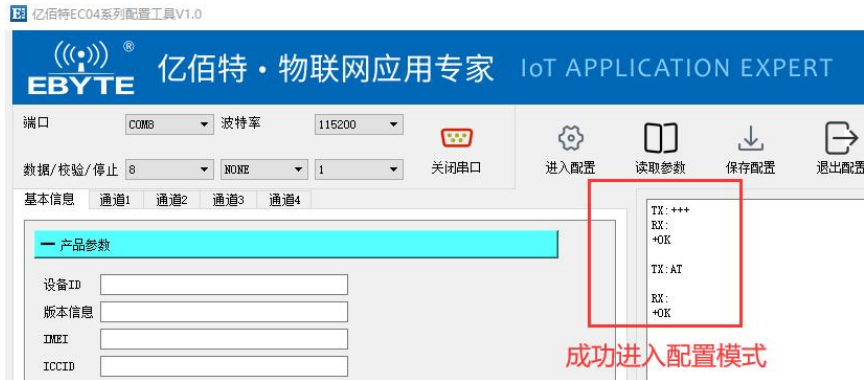 亿佰特EC04系列配置工具V1.0
(((•))) ®
EBYTE 亿佰特·物联网应用专家 IoT APPLICATION EXPERT
端口 COM8 波特率 115200
数据/校验/停止 8 NONE 1 关闭串口 进入配置 读取参数 保存配置 退出配置
基本信息 通道1 通道2 通道3 通道4
产品参数
设备ID
版本信息
IMEI
ICCID
TX:+++
RX:
+OK
TX:AT
RX:
+OK
成功进入配置模式